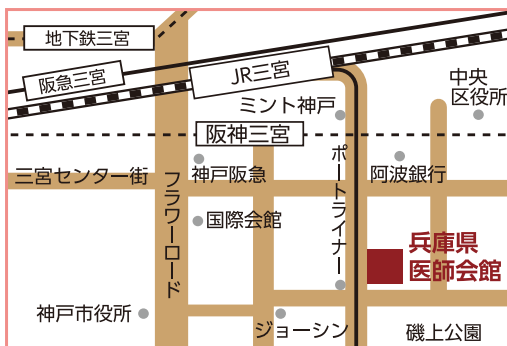 地下鉄三宮
阪急三宮
JR三宮
中央
区役所
ミント神戸
阪神三宮
三宮センター街
フラワーロード
神戸阪急
ポートライナー
阿波銀行
国際会館
兵庫県
医師会館
神戸市役所
ジョーシン
磯上公園